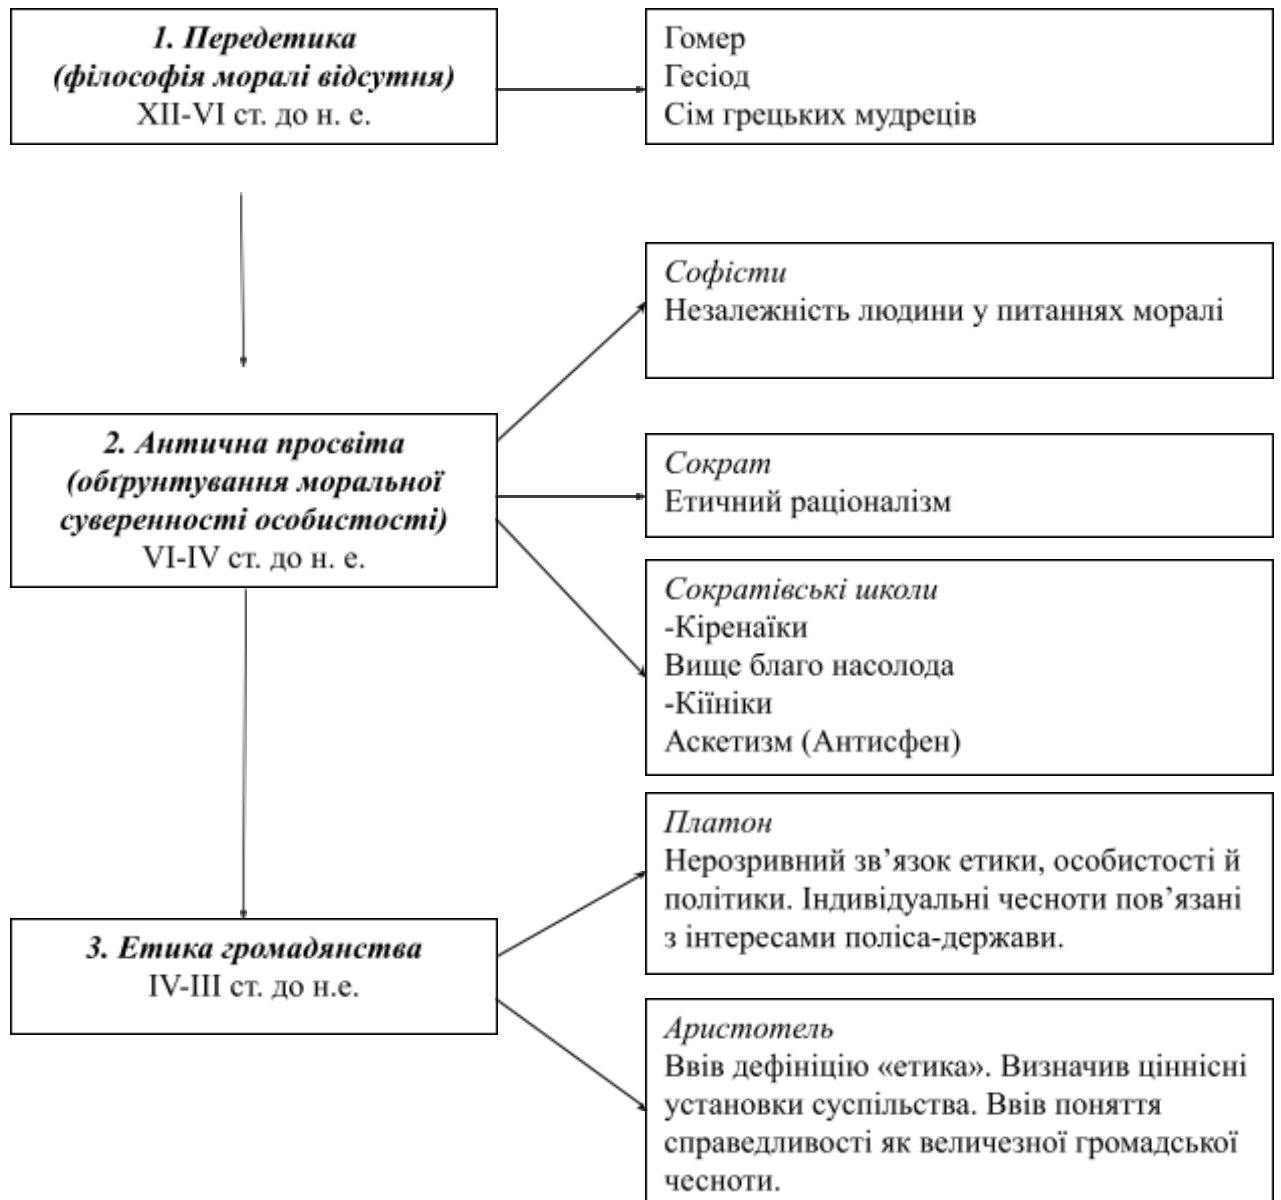 1. Передетика
(філософія моралі відсутня)
XII-VI ст. до н. е.
Гомер
Гесіод
Сім грецьких мудреців
Софісти
Незалежність людини у питаннях моралі
2. Антична просвіта
(обґрунтування моральної
суверенності особистості)
VI-IV ст. до н. е.
Сократ
Етичний раціоналізм
Сократівські школи
-Кіренаїки
Вище благо насолода
-Кіїніки
Аскетизм (Антисфен)
Платон
Нерозривний зв’язок етики, особистості й
політики. Індивідуальні чесноти пов’язані
з інтересами поліса-держави.
3. Етика громадянства
IV-III ст. до н.е.
Аристотель
Ввів дефініцію «етика». Визначив ціннісні
установки суспільства. Ввів поняття
справедливості як величезної громадської
чесноти.